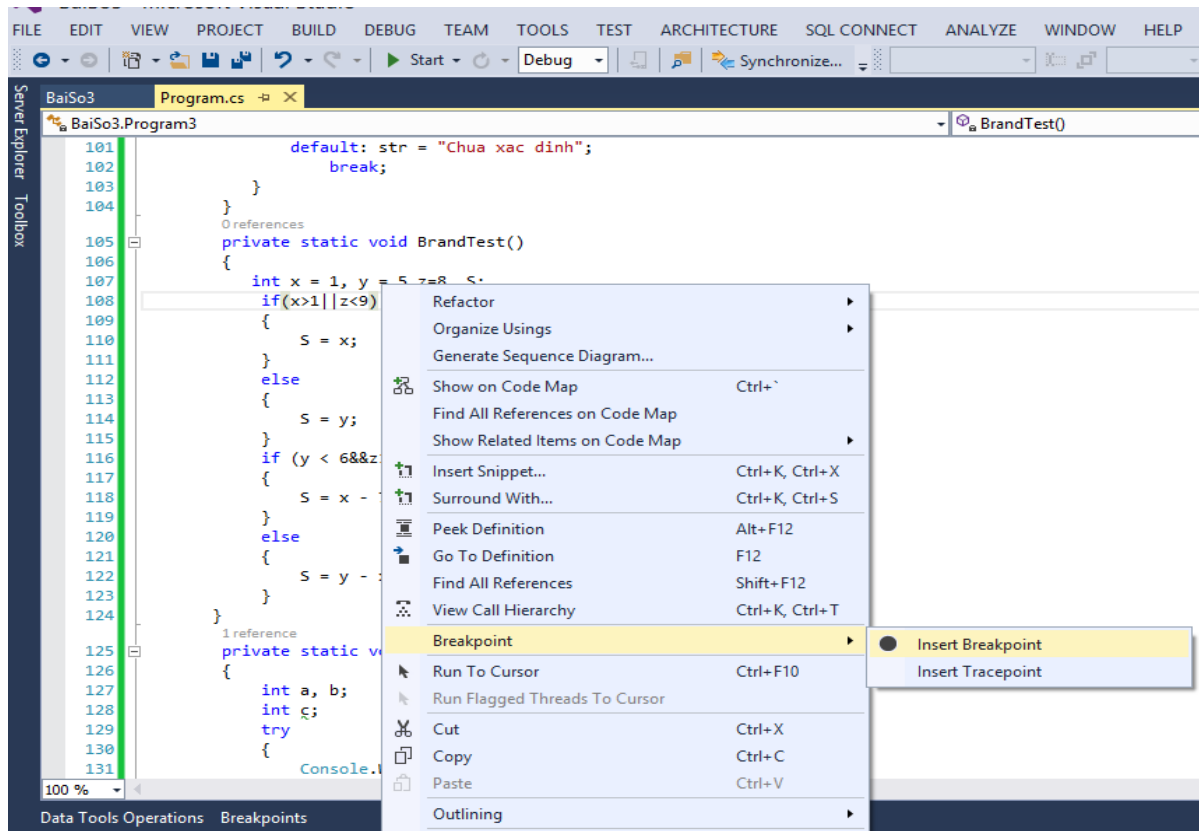 FILE EDIT VIEW PROJECT BUILD DEBUG TEAM TOOLS TEST ARCHITECTURE SQL CONNECT ANALYZE WINDOW HELP
Start Debug Synchronize...
Server Explorer
Toolbox
BaiSo3 Program.cs
BaiSo3.Program3 BrandTest()
101 default: str = "Chua xac dinh";
102 break;
103 }
104 }
0 references
105 private static void BrandTest()
106 {
107 int x = 1, y = 5 z=8 S;
108 if(x>1||z<9)
109 {
110 S = x;
111 }
112 else
113 {
114 S = y;
115 }
116 if (y < 6&&z
117 {
118 S = x -
119 }
120 else
121 {
122 S = y -
123 }
124 }
1 reference
125 private static v
126 {
127 int a, b;
128 int c;
129 try
130 {
131 Console.
100 %
Data Tools Operations Breakpoints
Refactor
Organize Usings
Generate Sequence Diagram...
Show on Code Map Ctrl+`
Find All References on Code Map
Show Related Items on Code Map
Insert Snippet... Ctrl+K, Ctrl+X
Surround With... Ctrl+K, Ctrl+S
Peek Definition Alt+F12
Go To Definition F12
Find All References Shift+F12
View Call Hierarchy Ctrl+K, Ctrl+T
Breakpoint
Run To Cursor Ctrl+F10
Run Flagged Threads To Cursor
Cut Ctrl+X
Copy Ctrl+C
Paste Ctrl+V
Outlining
Insert Breakpoint
Insert Tracepoint